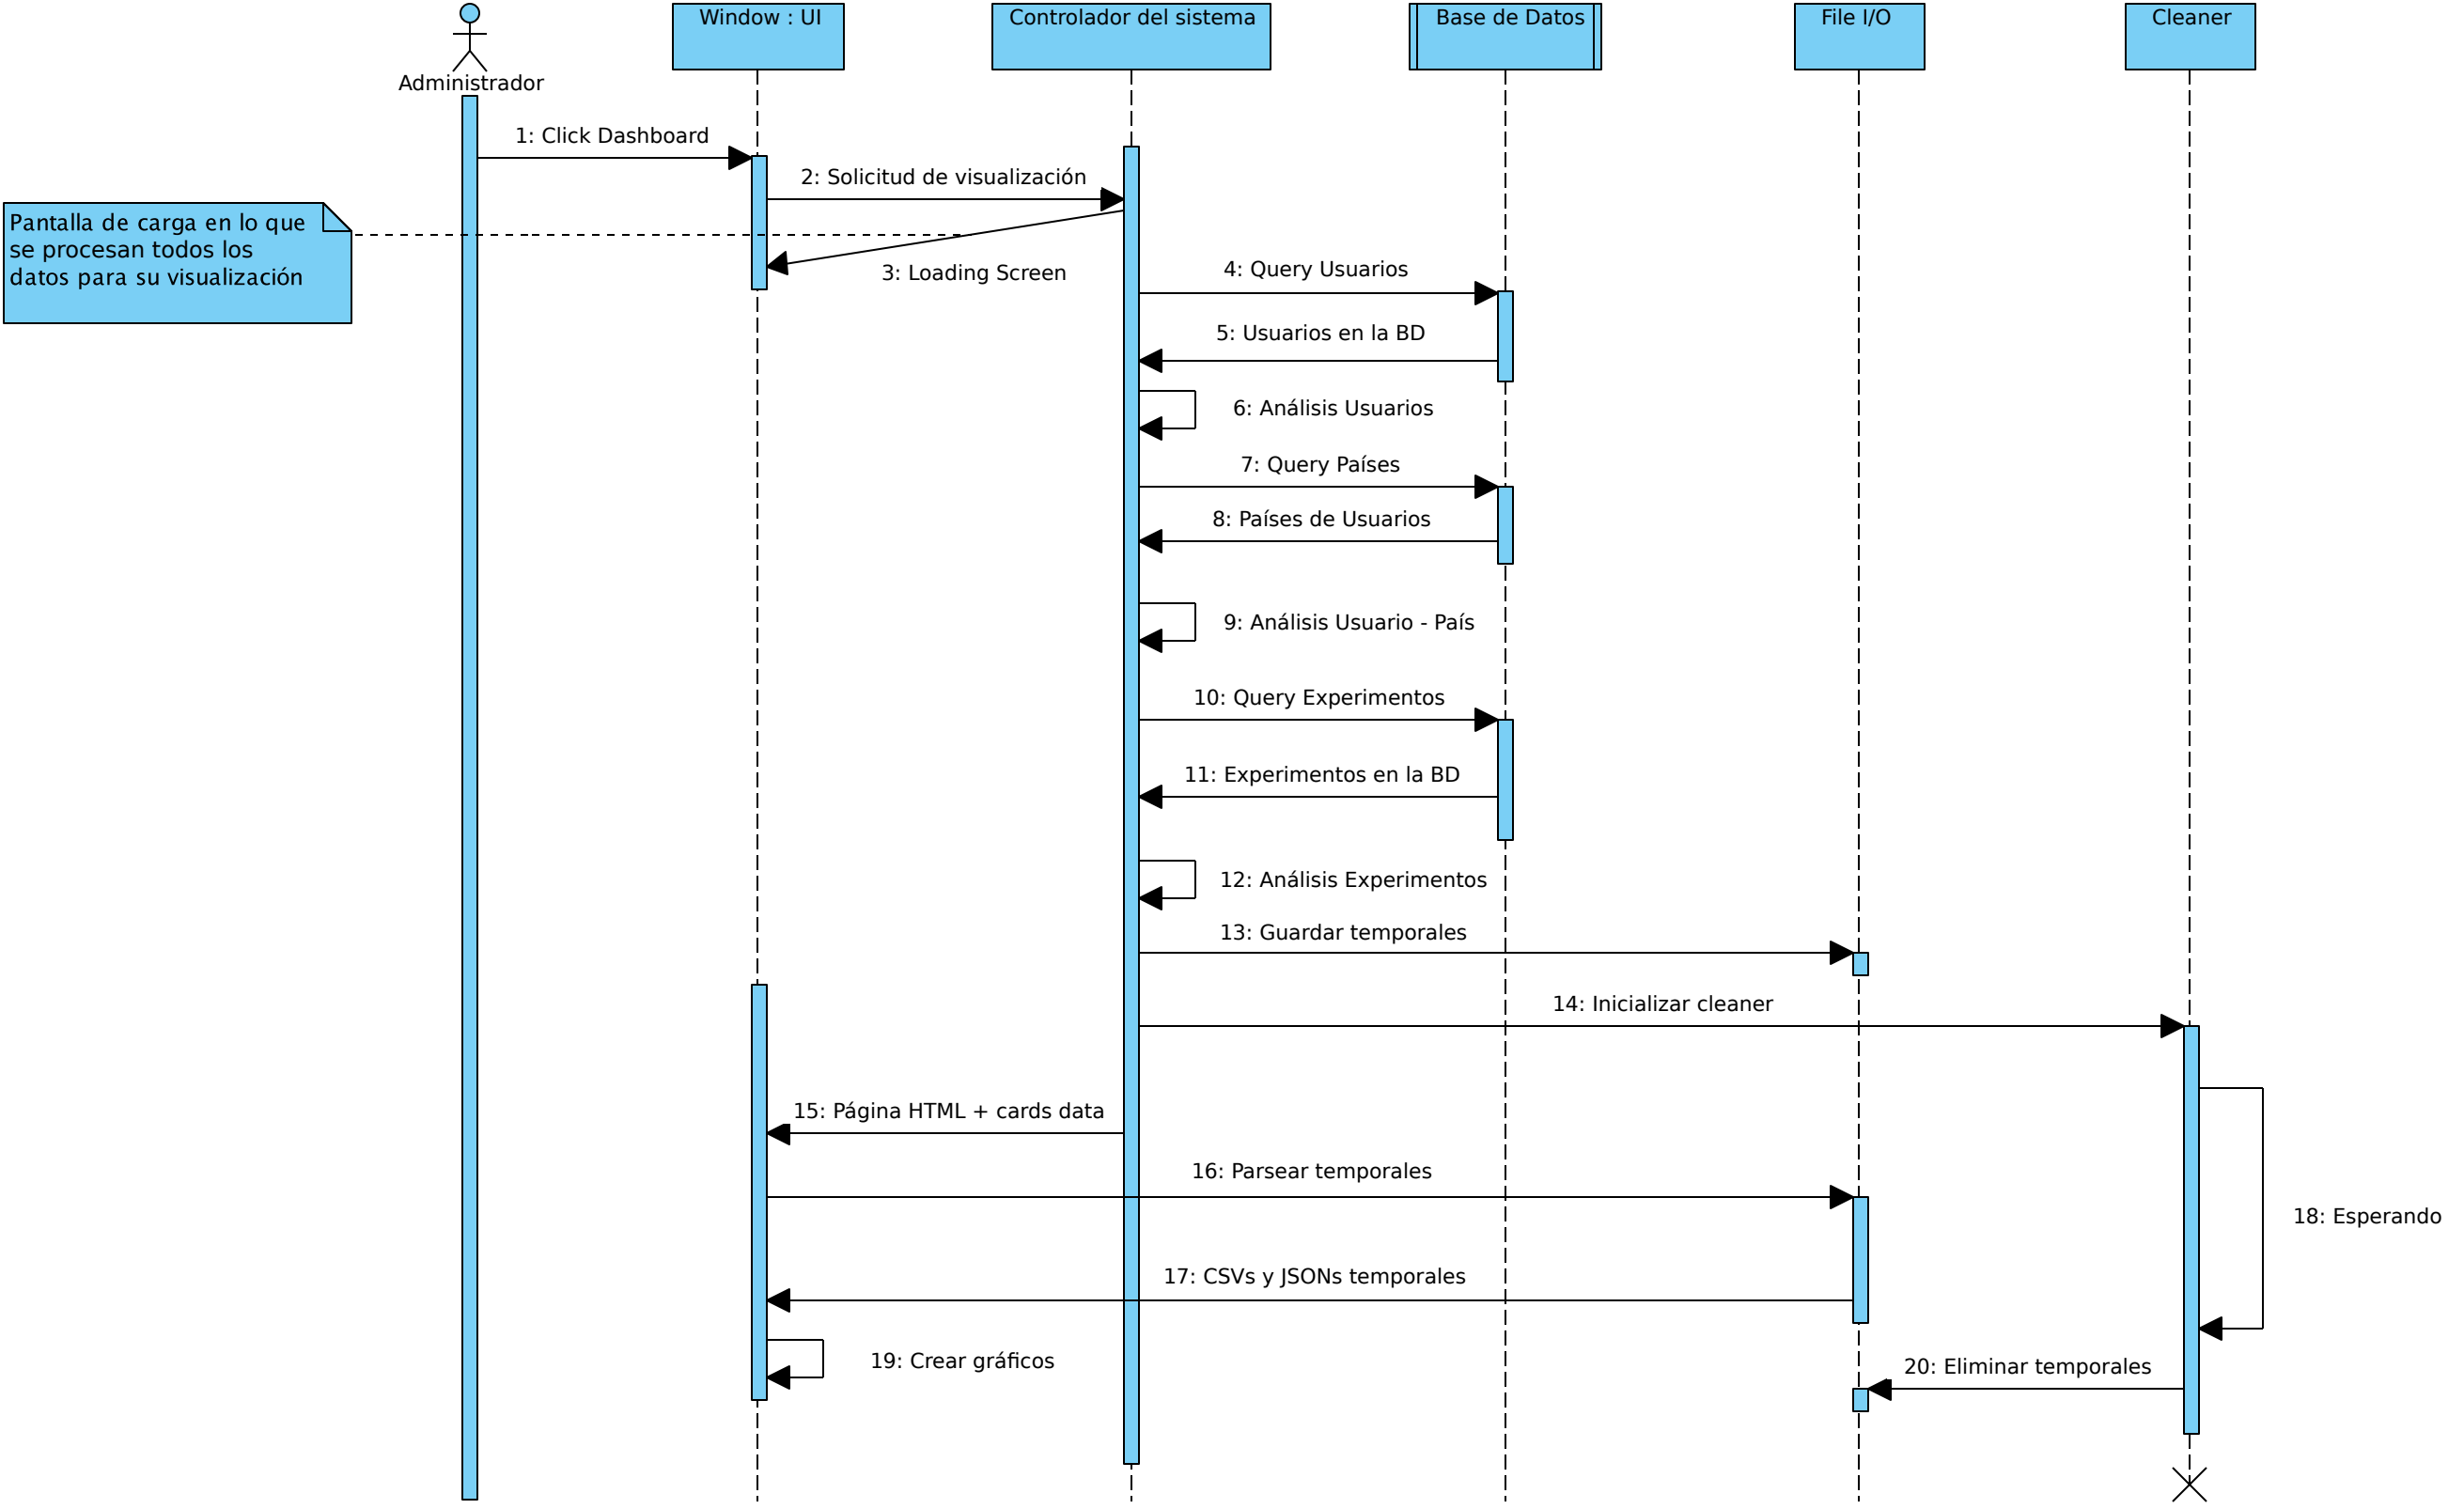 Window : UI
Controlador del sistema
Base de Datos
File I/O
Cleaner
Administrador
1: Click Dashboard
2: Solicitud de visualización
Pantalla de carga en lo que
se procesan todos los
datos para su visualización
3: Loading Screen
4: Query Usuarios
5: Usuarios en la BD
6: Análisis Usuarios
7: Query Países
8: Países de Usuarios
9: Análisis Usuario - País
10: Query Experimentos
11: Experimentos en la BD
12: Análisis Experimentos
13: Guardar temporales
14: Inicializar cleaner
15: Página HTML + cards data
16: Parsear temporales
18: Esperando
17: CSVs y JSONs temporales
19: Crear gráficos
20: Eliminar temporales